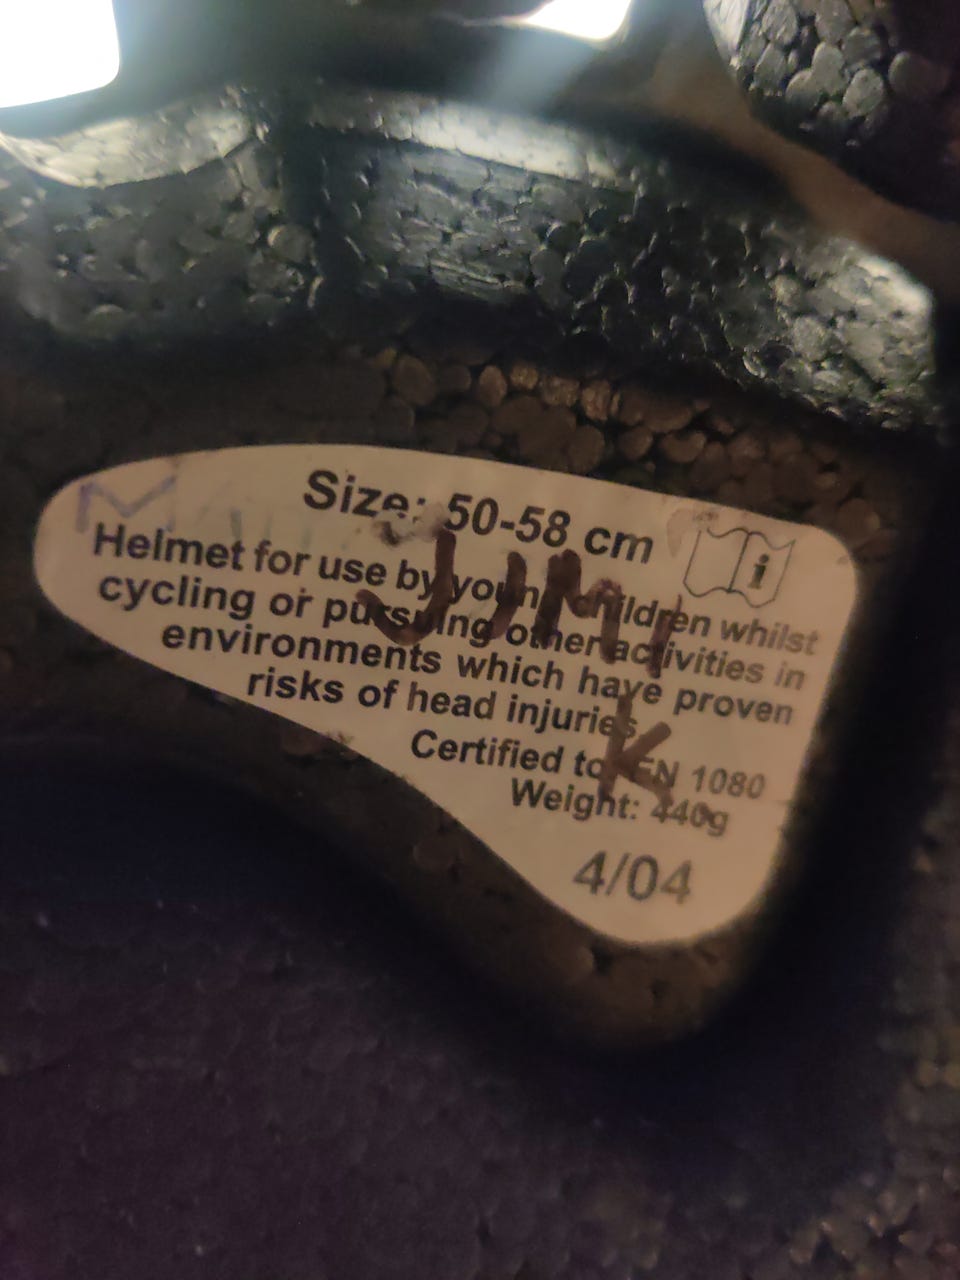 Size: 50-58 cm
i
Helmet for use by young children whilst
cycling or pursuing other activities in
environments which have proven
risks of head injuries
Certified to EN 1080
Weight: 440g
4/04
K